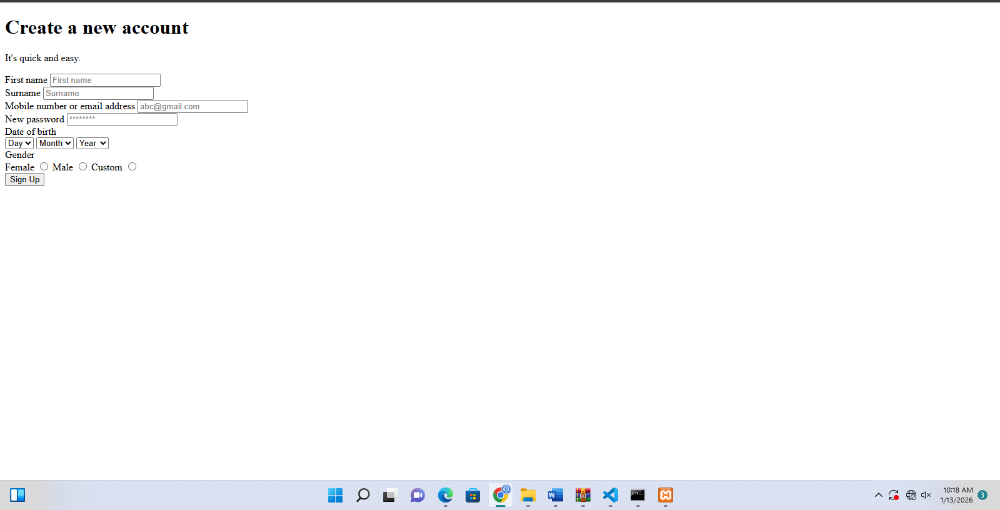 Create a new account
It's quick and easy.
First name First name
Surname Surname
Mobile number or email address abc@gmail.com
New password ********
Date of birth
Day Month Year
Gender
Female Male Custom
Sign Up
10:18 AM
1/13/2026
3